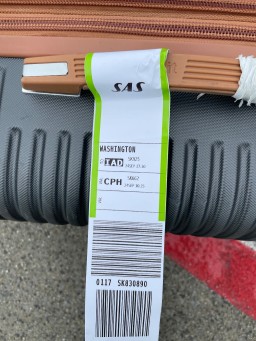 SAS
WASHINGTON
IAD SK925
CPH
0117 SK830890